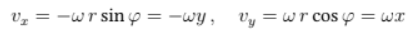 v_x = −ω r sin φ = −ωy ,  v_y = ω r cos φ = ωx